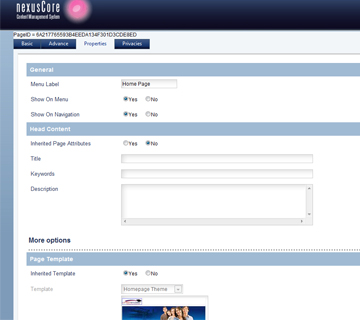 nexusCore
Content Management System
PageID = 6A217765593B4EEDA134F301D3CDE8ED
Basic Advance Properties Privacies
General
Menu Label Home Page
Show On Menu Yes No
Show On Navigation Yes No
Head Content
Inherited Page Attributes Yes No
Title
Keywords
Description
More options
Page Template
Inherited Template Yes No
Template Homepage Theme